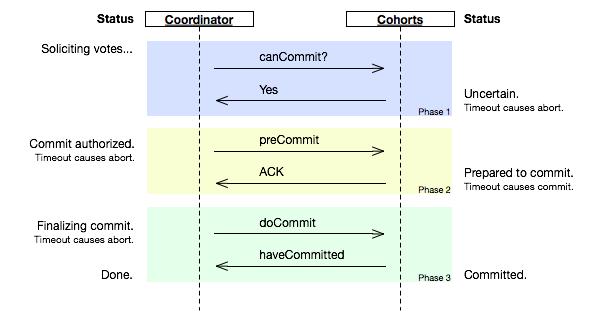 Status
Coordinator
Cohorts
Status
Soliciting votes...
canCommit?
Yes
Uncertain.
Timeout causes abort.
Phase 1
Commit authorized.
Timeout causes abort.
preCommit
ACK
Prepared to commit.
Timeout causes commit.
Phase 2
Finalizing commit.
Timeout causes abort.
doCommit
haveCommitted
Done.
Phase 3
Committed.